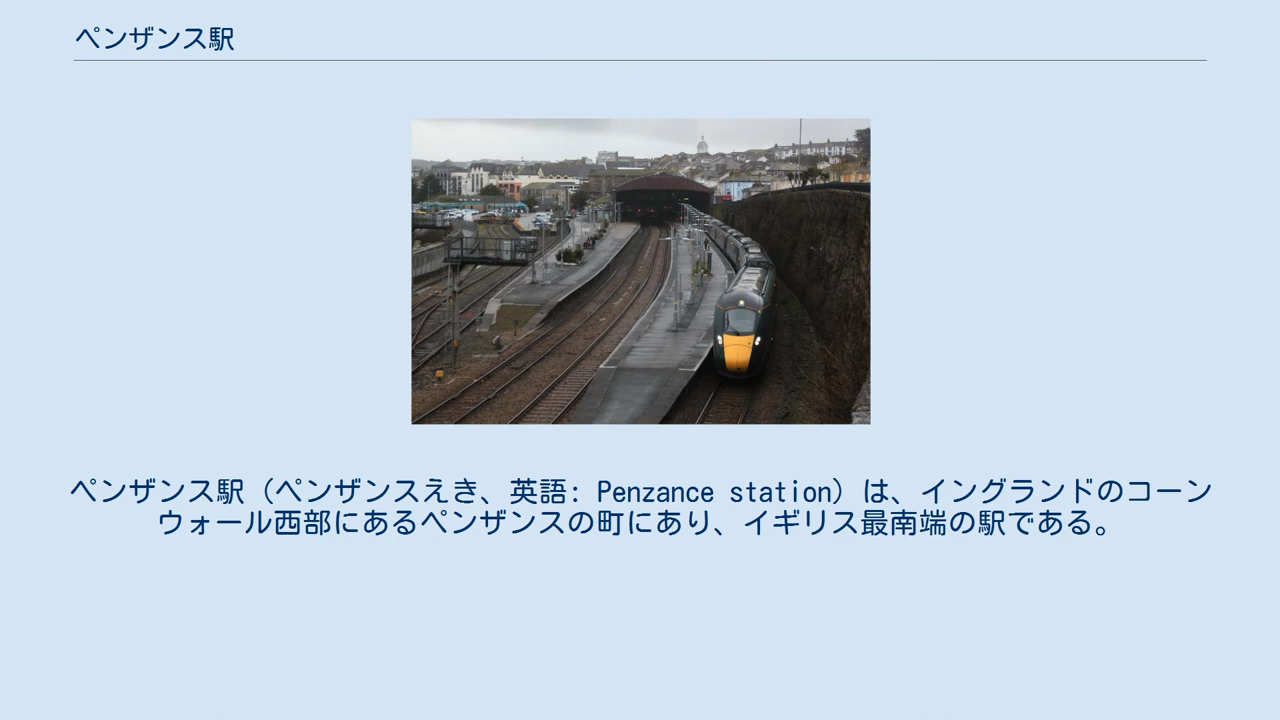 ペンザンス駅
ペンザンス駅（ペンザンスえき、英語: Penzance station）は、イングランドのコーン
ウォール西部にあるペンザンスの町にあり、イギリス最南端の駅である。